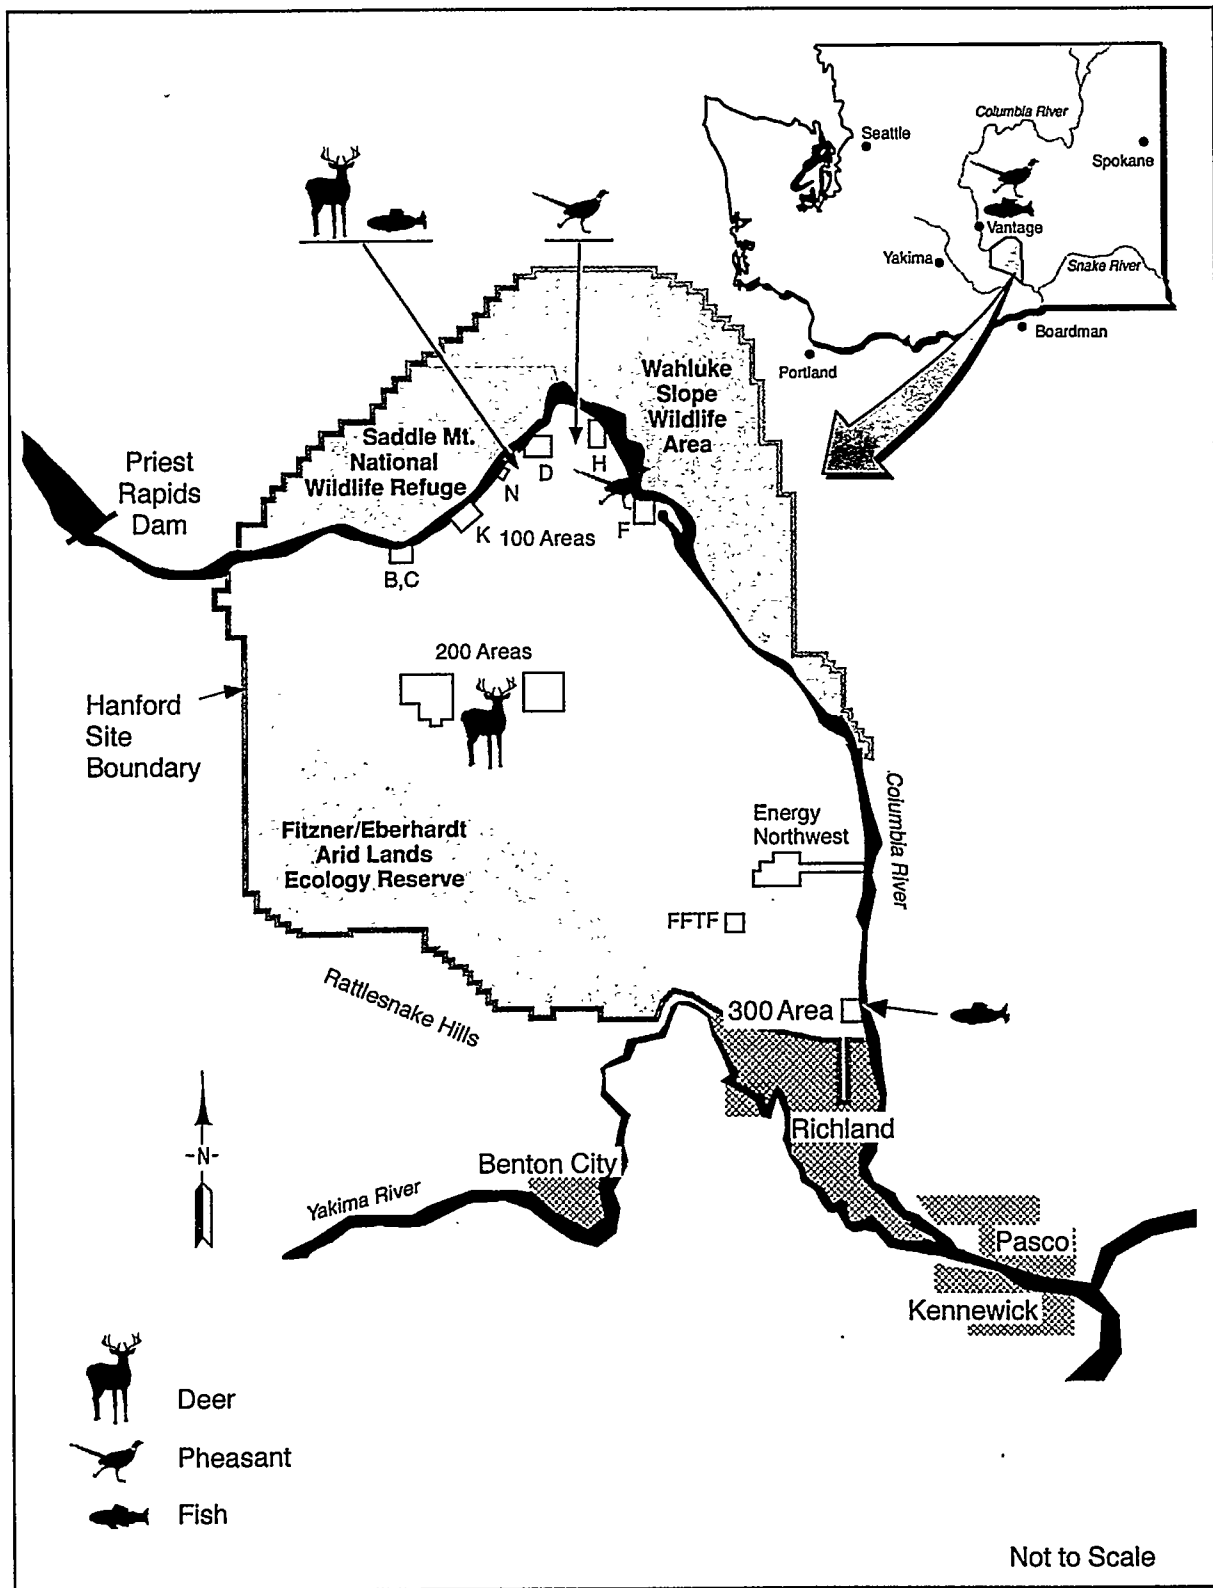 Columbia River
Seattle
Spokane
Vantage
Yakima
Snake River
Boardman
Portland
Wahluke
Slope
Wildlife
Area
Saddle Mt.
National
Wildlife Refuge
Priest
Rapids
Dam
D
H
N
K
100 Areas
F
B,C
200 Areas
Hanford
Site
Boundary
Columbia River
Energy
Northwest
Fitzner/Eberhardt
Arid Lands
Ecology Reserve
FFTF
Rattlesnake Hills
300 Area
-N-
Richland
Benton City
Yakima River
Pasco
Kennewick
Deer
Pheasant
Fish
Not to Scale